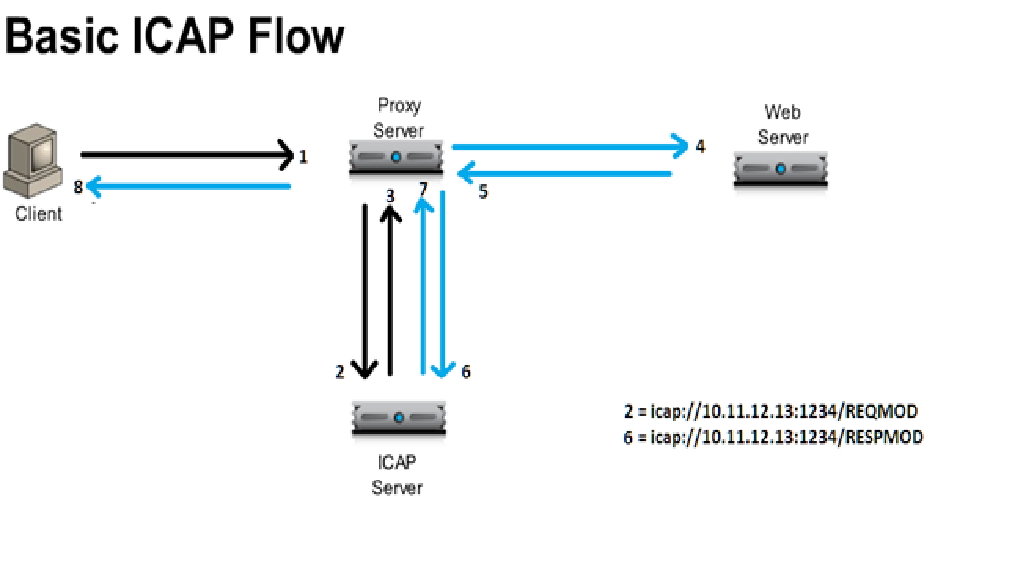 Basic ICAP Flow
Proxy
Server
Web
Server
1
4
8
3
7
5
Client
2
6
2 = icap://10.11.12.13:1234/REQMOD
6 = icap://10.11.12.13:1234/RESPMOD
ICAP
Server